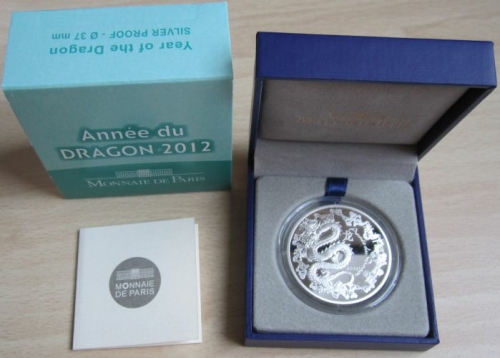 Year of the Dragon
SILVER PROOF - Ø 37 mm
Année du
DRAGON 2012
MONNAIE DE PARIS
MONNAIE
DE PARIS